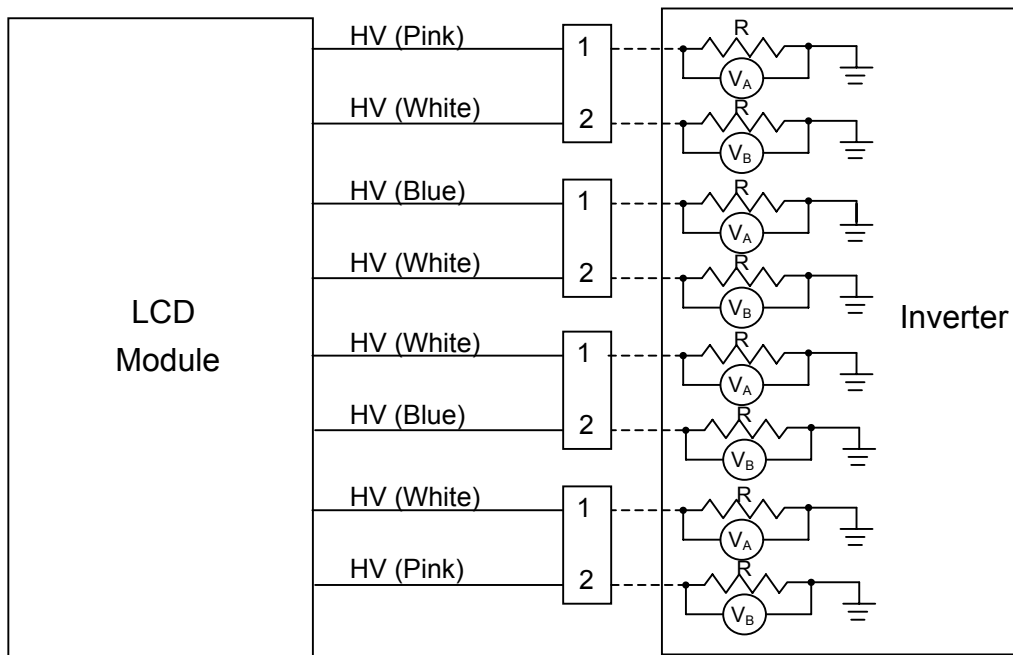 HV (Pink)
1
R
V_A
HV (White)
2
R
V_B
HV (Blue)
1
R
V_A
HV (White)
2
R
V_B
LCD
Module
Inverter
HV (White)
1
R
V_A
HV (Blue)
2
R
V_B
HV (White)
1
R
V_A
HV (Pink)
2
R
V_B